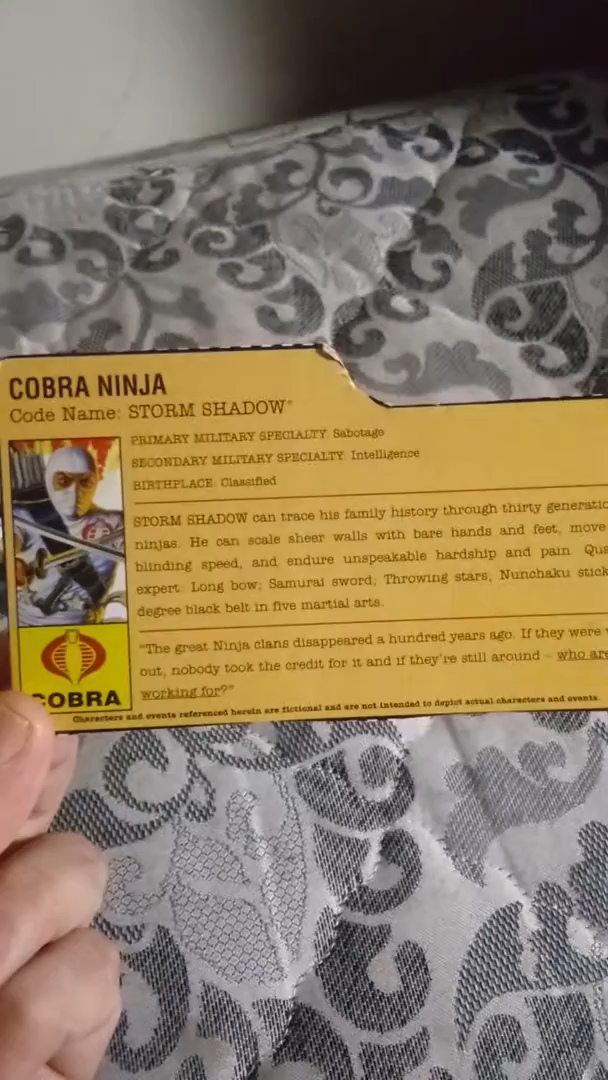 COBRA NINJA
Code Name: STORM SHADOW®
PRIMARY MILITARY SPECIALTY: Sabotage
SECONDARY MILITARY SPECIALTY: Intelligence
BIRTHPLACE: Classified
STORM SHADOW can trace his family history through thirty
ninjas. He can scale sheer walls with bare hands and feet, move
blinding speed, and endure unspeakable hardship and pain.
expert: Long bow; Samurai sword; Throwing stars, Nunchaku
degree black belt in five martial arts.
"The great Ninja clans disappeared a hundred years ago. If they were
out, nobody took the credit for it and if they're still around – who are
working for?"
COBRA
Characters and events referenced herein are fictional and are not intended to depict actual characters and events.